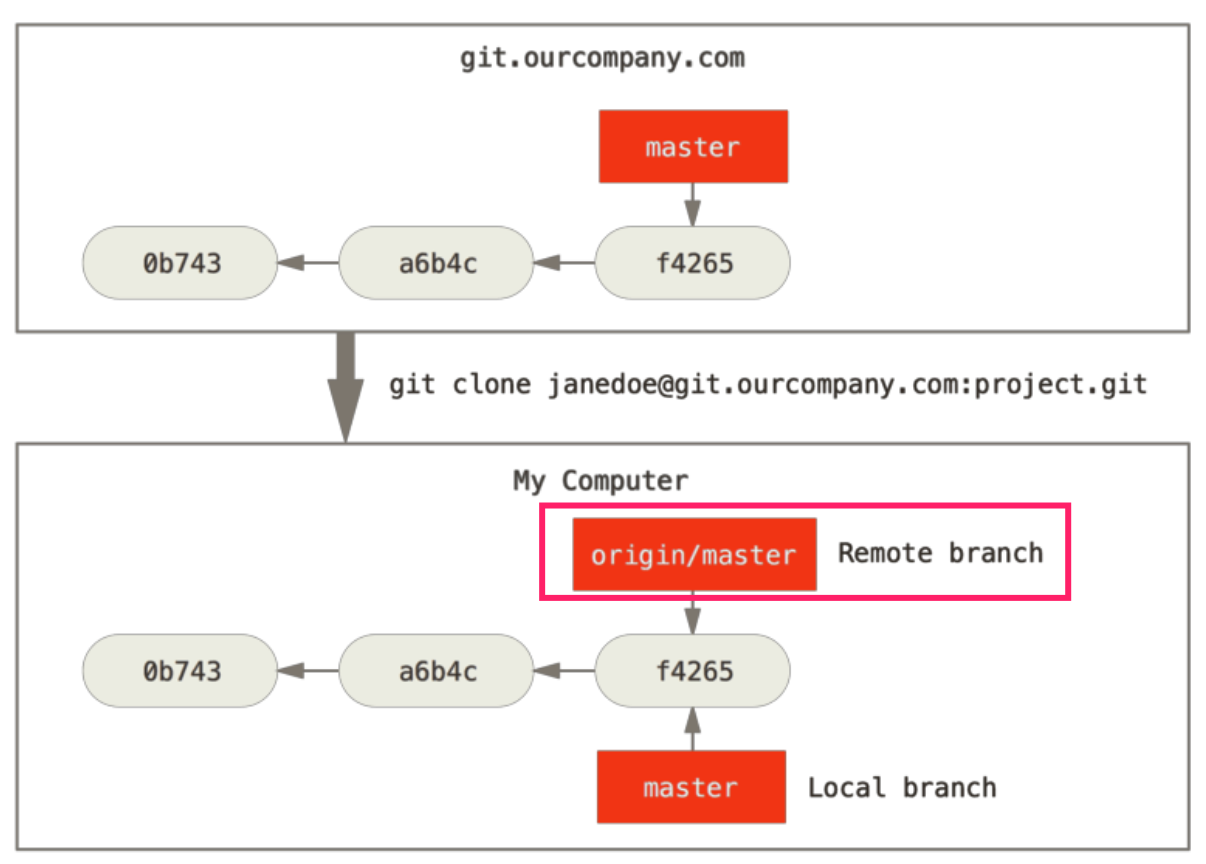 git.ourcompany.com
master
0b743
a6b4c
f4265
git clone janedoe@git.ourcompany.com:project.git
My Computer
origin/master
Remote branch
0b743
a6b4c
f4265
master
Local branch